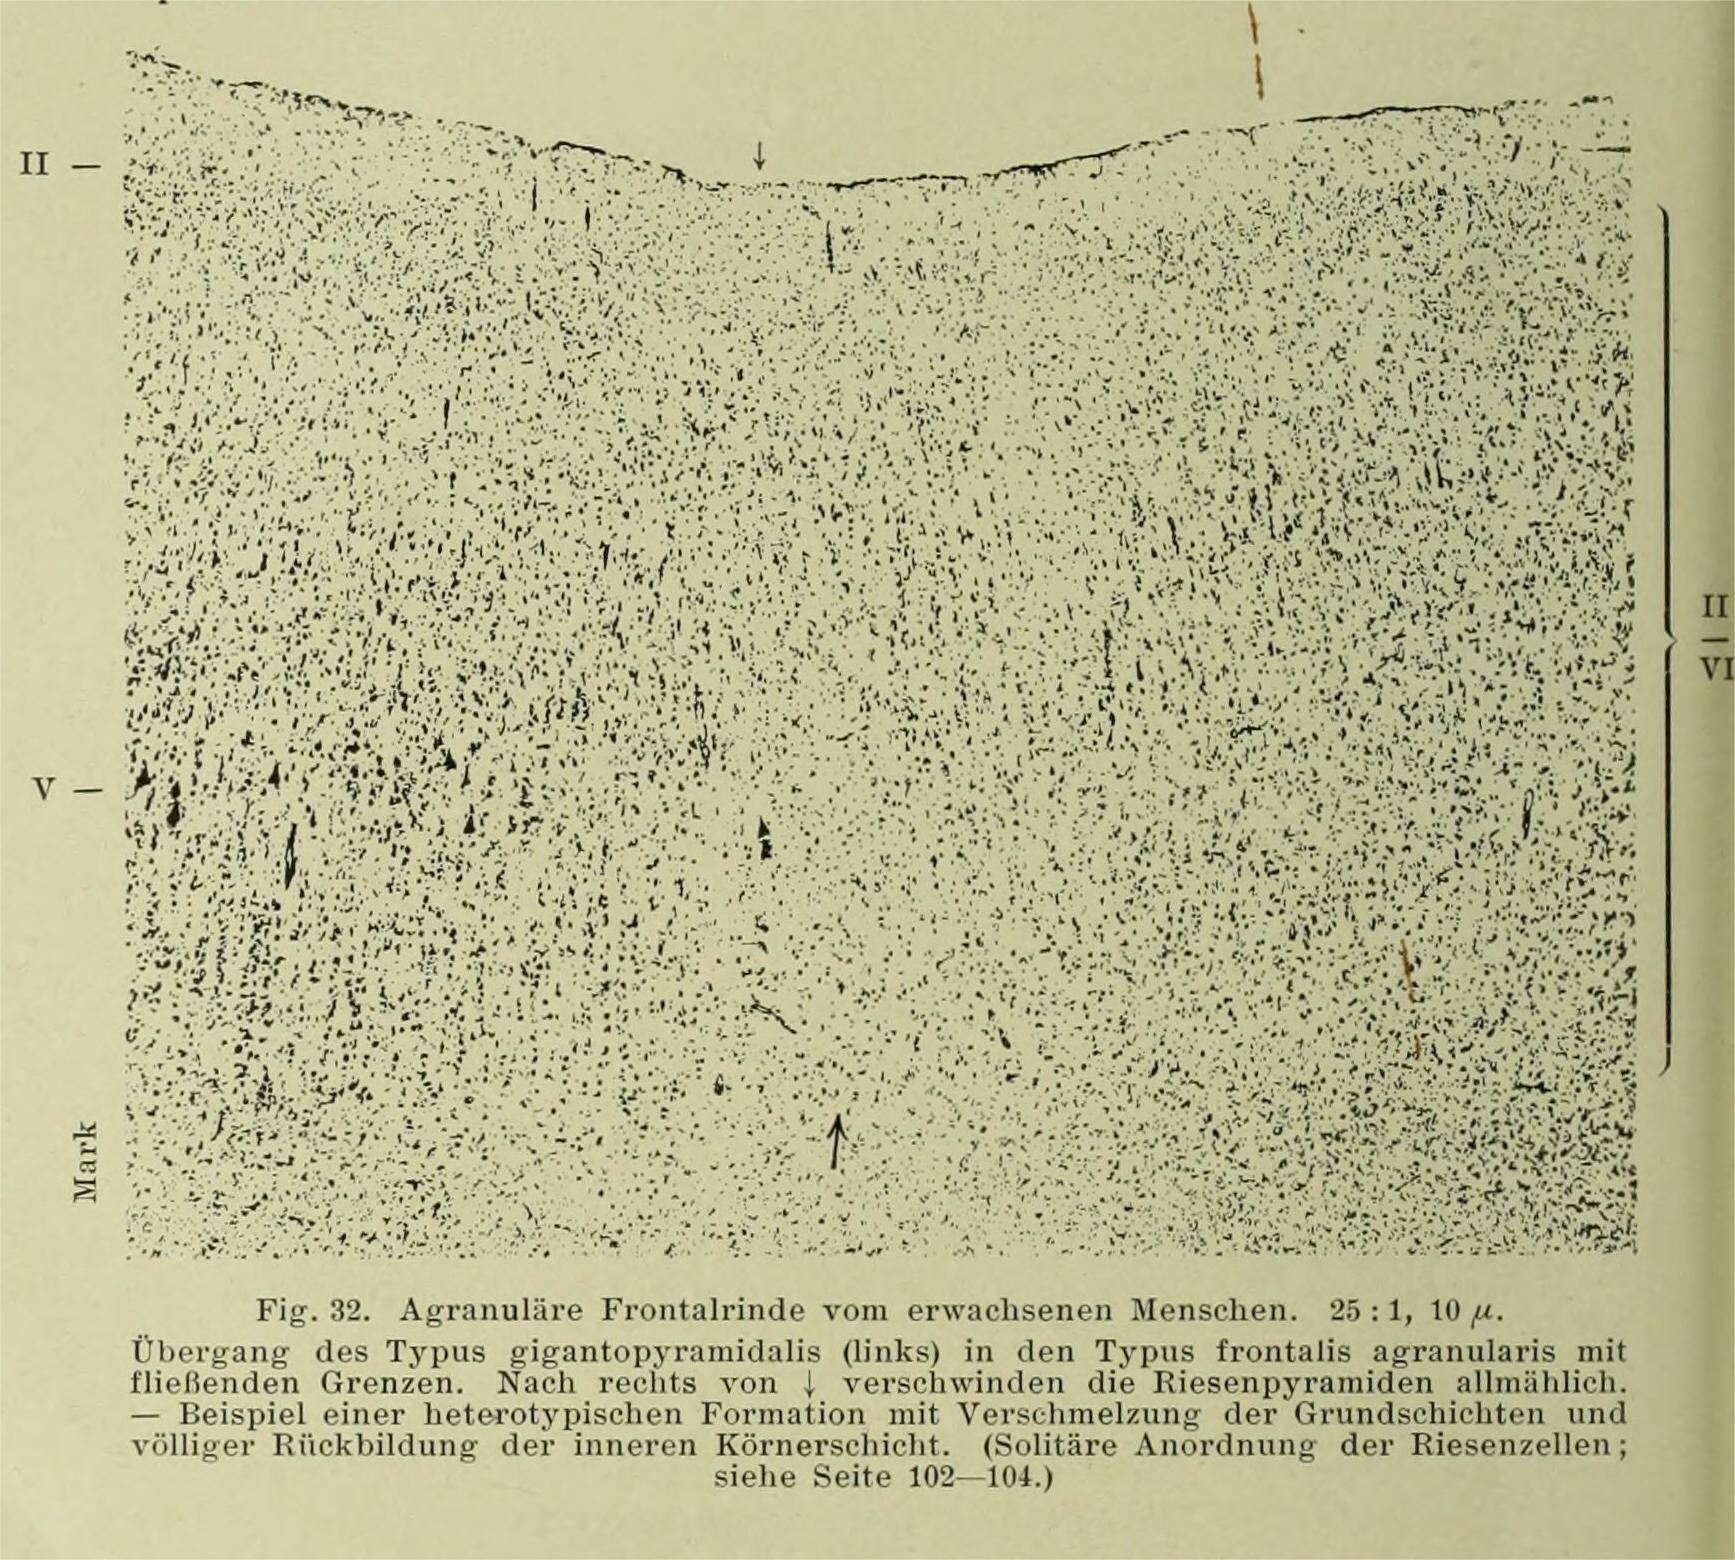 II —
V —
Mark
II
—
VI
Fig. 32. Agranuläre Frontalrinde vom erwachsenen Menschen. 25 : 1, 10 μ.
Übergang des Typus gigantopyramidalis (links) in den Typus frontalis agranularis mit
fließenden Grenzen. Nach rechts von ↓ verschwinden die Riesenpyramiden allmählich.
— Beispiel einer heterotypischen Formation mit Verschmelzung der Grundschichten und
völliger Rückbildung der inneren Körnerschicht. (Solitäre Anordnung der Riesenzellen;
siehe Seite 102—104.)